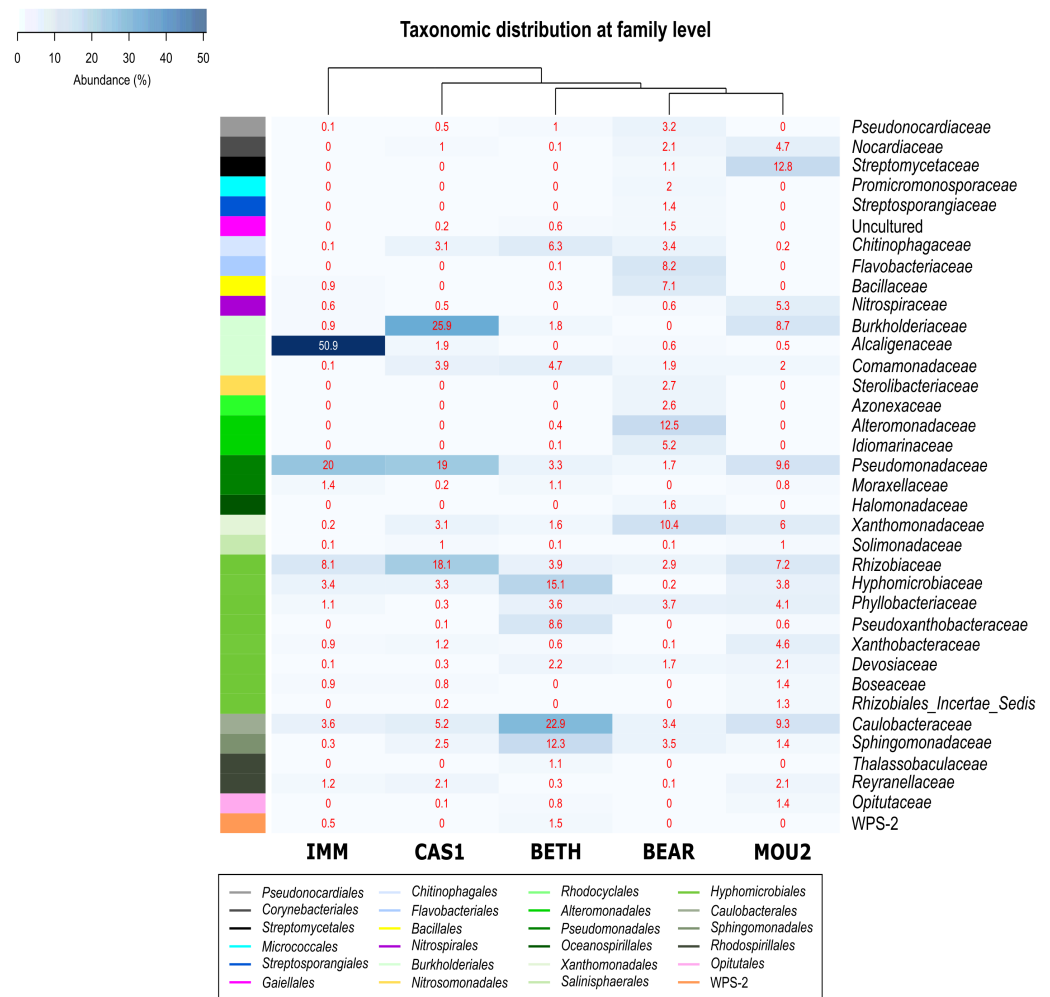 Taxonomic distribution at family level
0 10 20 30 40 50
Abundance (%)
0.1 0.5 1 3.2 0 Pseudonocardiaceae
0 1 0.1 2.1 4.7 Nocardiaceae
0 0 0 1.1 12.8 Streptomycetaceae
0 0 0 2 0 Promicromonosporaceae
0 0 0 1.4 0 Streptosporangiaceae
0 0.2 0.6 1.5 0 Uncultured
0.1 3.1 6.3 3.4 0.2 Chitinophagaceae
0 0 0.1 8.2 0 Flavobacteriaceae
0.9 0 0.3 7.1 0 Bacillaceae
0.6 0.5 0 0.6 5.3 Nitrospiraceae
0.9 25.9 1.8 0 8.7 Burkholderiaceae
50.9 1.9 0 0.6 0.5 Alcaligenaceae
0.1 3.9 4.7 1.9 2 Comamonadaceae
0 0 0 2.7 0 Sterolibacteriaceae
0 0 0 2.6 0 Azonexaceae
0 0 0.4 12.5 0 Alteromonadaceae
0 0 0.1 5.2 0 Idiomarinaceae
20 19 3.3 1.7 9.6 Pseudomonadaceae
1.4 0.2 1.1 0 0.8 Moraxellaceae
0 0 0 1.6 0 Halomonadaceae
0.2 3.1 1.6 10.4 6 Xanthomonadaceae
0.1 1 0.1 0.1 1 Solimonadaceae
8.1 18.1 3.9 2.9 7.2 Rhizobiaceae
3.4 3.3 15.1 0.2 3.8 Hyphomicrobiaceae
1.1 0.3 3.6 3.7 4.1 Phyllobacteriaceae
0 0.1 8.6 0 0.6 Pseudoxanthobacteraceae
0.9 1.2 0.6 0.1 4.6 Xanthobacteraceae
0.1 0.3 2.2 1.7 2.1 Devosiaceae
0.9 0.8 0 0 1.4 Boseaceae
0 0.2 0 0 1.3 Rhizobiales_Incertae_Sedis
3.6 5.2 22.9 3.4 9.3 Caulobacteraceae
0.3 2.5 12.3 3.5 1.4 Sphingomonadaceae
0 0 1.1 0 0 Thalassobaculaceae
1.2 2.1 0.3 0.1 2.1 Reyranellaceae
0 0.1 0.8 0 1.4 Opitutaceae
0.5 0 1.5 0 0 WPS-2
IMM CAS1 BETH BEAR MOU2
Pseudonocardiales Chitinophagales Rhodocyclales Hyphomicrobiales
Corynebacteriales Flavobacteriales Alteromonadales Caulobacterales
Streptomycetales Bacillales Pseudomonadales Sphingomonadales
Micrococcales Nitrospirales Oceanospirillales Rhodospirillales
Streptosporangiales Burkholderiales Xanthomonadales Opitutales
Gaiellales Nitrosomonadales Salinisphaerales WPS-2